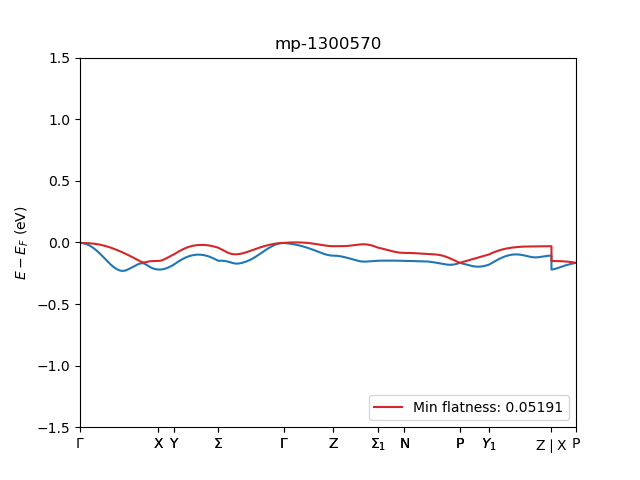 mp-1300570
E − E_F (eV)
1.5
1.0
0.5
0.0
−0.5
−1.0
−1.5
Min flatness: 0.05191
Γ X Y Σ Γ Z Σ₁ N P Y₁ Z | X P